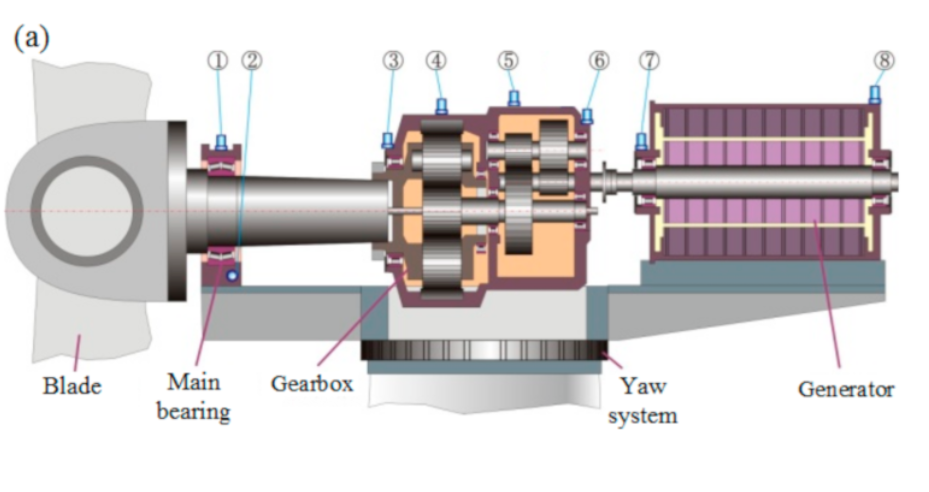 (a)
① ② ③ ④ ⑤ ⑥ ⑦ ⑧
Blade
Main
bearing
Gearbox
Yaw
system
Generator